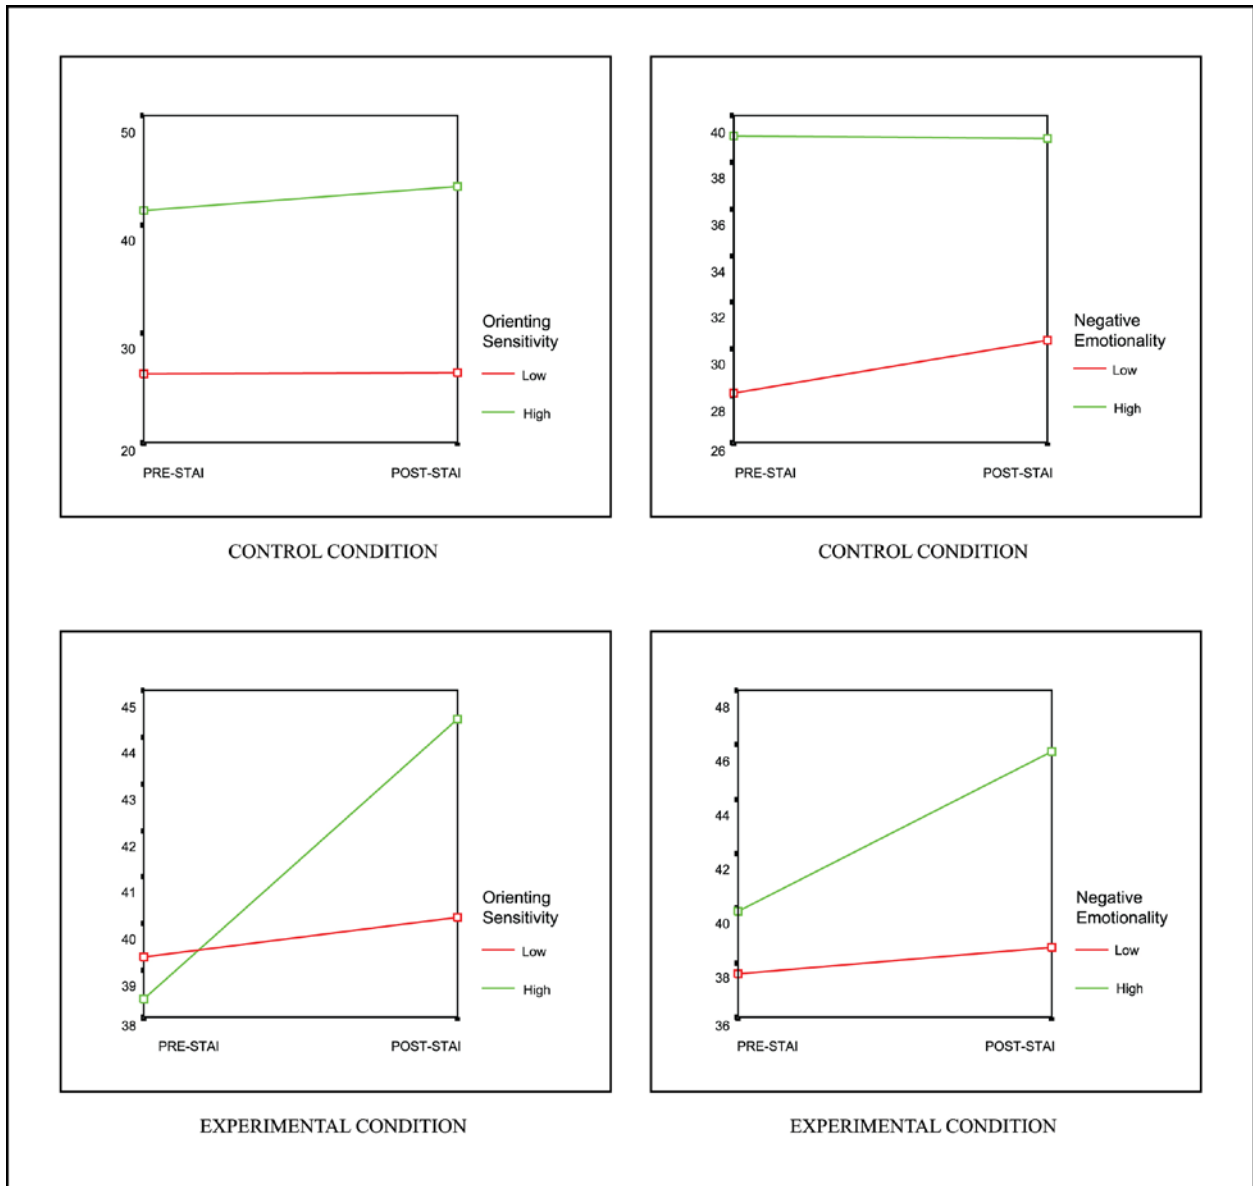 50
40
30
20
PRE-STAI
POST-STAI
Orienting
Sensitivity
Low
High
CONTROL CONDITION
40
38
36
34
32
30
28
26
PRE-STAI
POST-STAI
Negative
Emotionality
Low
High
CONTROL CONDITION
45
44
43
42
41
40
39
38
PRE-STAI
POST-STAI
Orienting
Sensitivity
Low
High
EXPERIMENTAL CONDITION
48
46
44
42
40
38
36
PRE-STAI
POST-STAI
Negative
Emotionality
Low
High
EXPERIMENTAL CONDITION